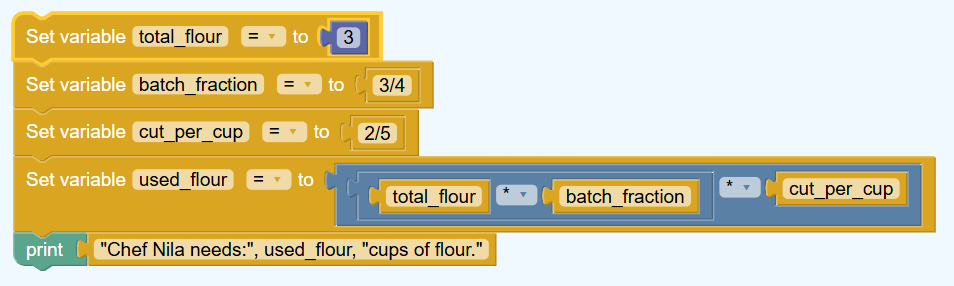 Set variable total_flour = to 3
Set variable batch_fraction = to 3/4
Set variable cut_per_cup = to 2/5
Set variable used_flour = to total_flour * batch_fraction * cut_per_cup
print "Chef Nila needs:", used_flour, "cups of flour."